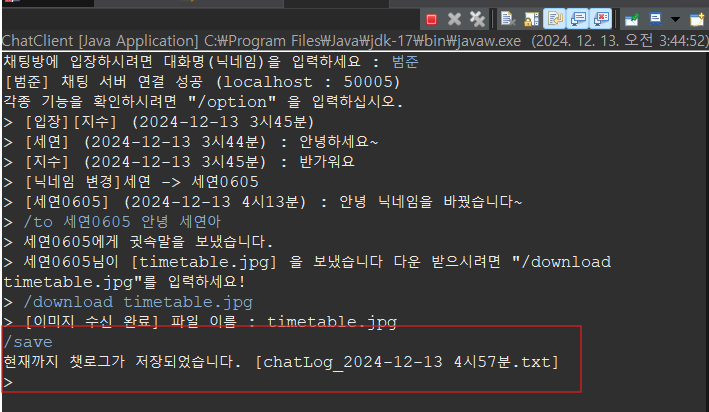 ChatClient [Java Application] C:₩Program Files₩Java₩jdk-17₩bin₩javaw.exe (2024. 12. 13. 오전 3:44:52)
채팅방에 입장하시려면 대화명(닉네임)을 입력하세요 : 범준
[범준] 채팅 서버 연결 성공 (localhost : 50005)
각종 기능을 확인하시려면 "/option" 을 입력하십시오.
> [입장][지수] (2024-12-13 3시45분)
> [세연] (2024-12-13 3시44분) : 안녕하세요~
> [지수] (2024-12-13 3시45분) : 반가워요
> [닉네임 변경]세연 -> 세연0605
> [세연0605] (2024-12-13 4시13분) : 안녕 닉네임을 바꿨습니다~
> /to 세연0605 안녕 세연아
> 세연0605에게 귓속말을 보냈습니다.
> 세연0605님이 [timetable.jpg] 을 보냈습니다 다운 받으시려면 "/download
timetable.jpg"를 입력하세요!
> /download timetable.jpg
> [이미지 수신 완료] 파일 이름 : timetable.jpg
/save
현재까지 챗로그가 저장되었습니다. [chatLog_2024-12-13 4시57분.txt]
>